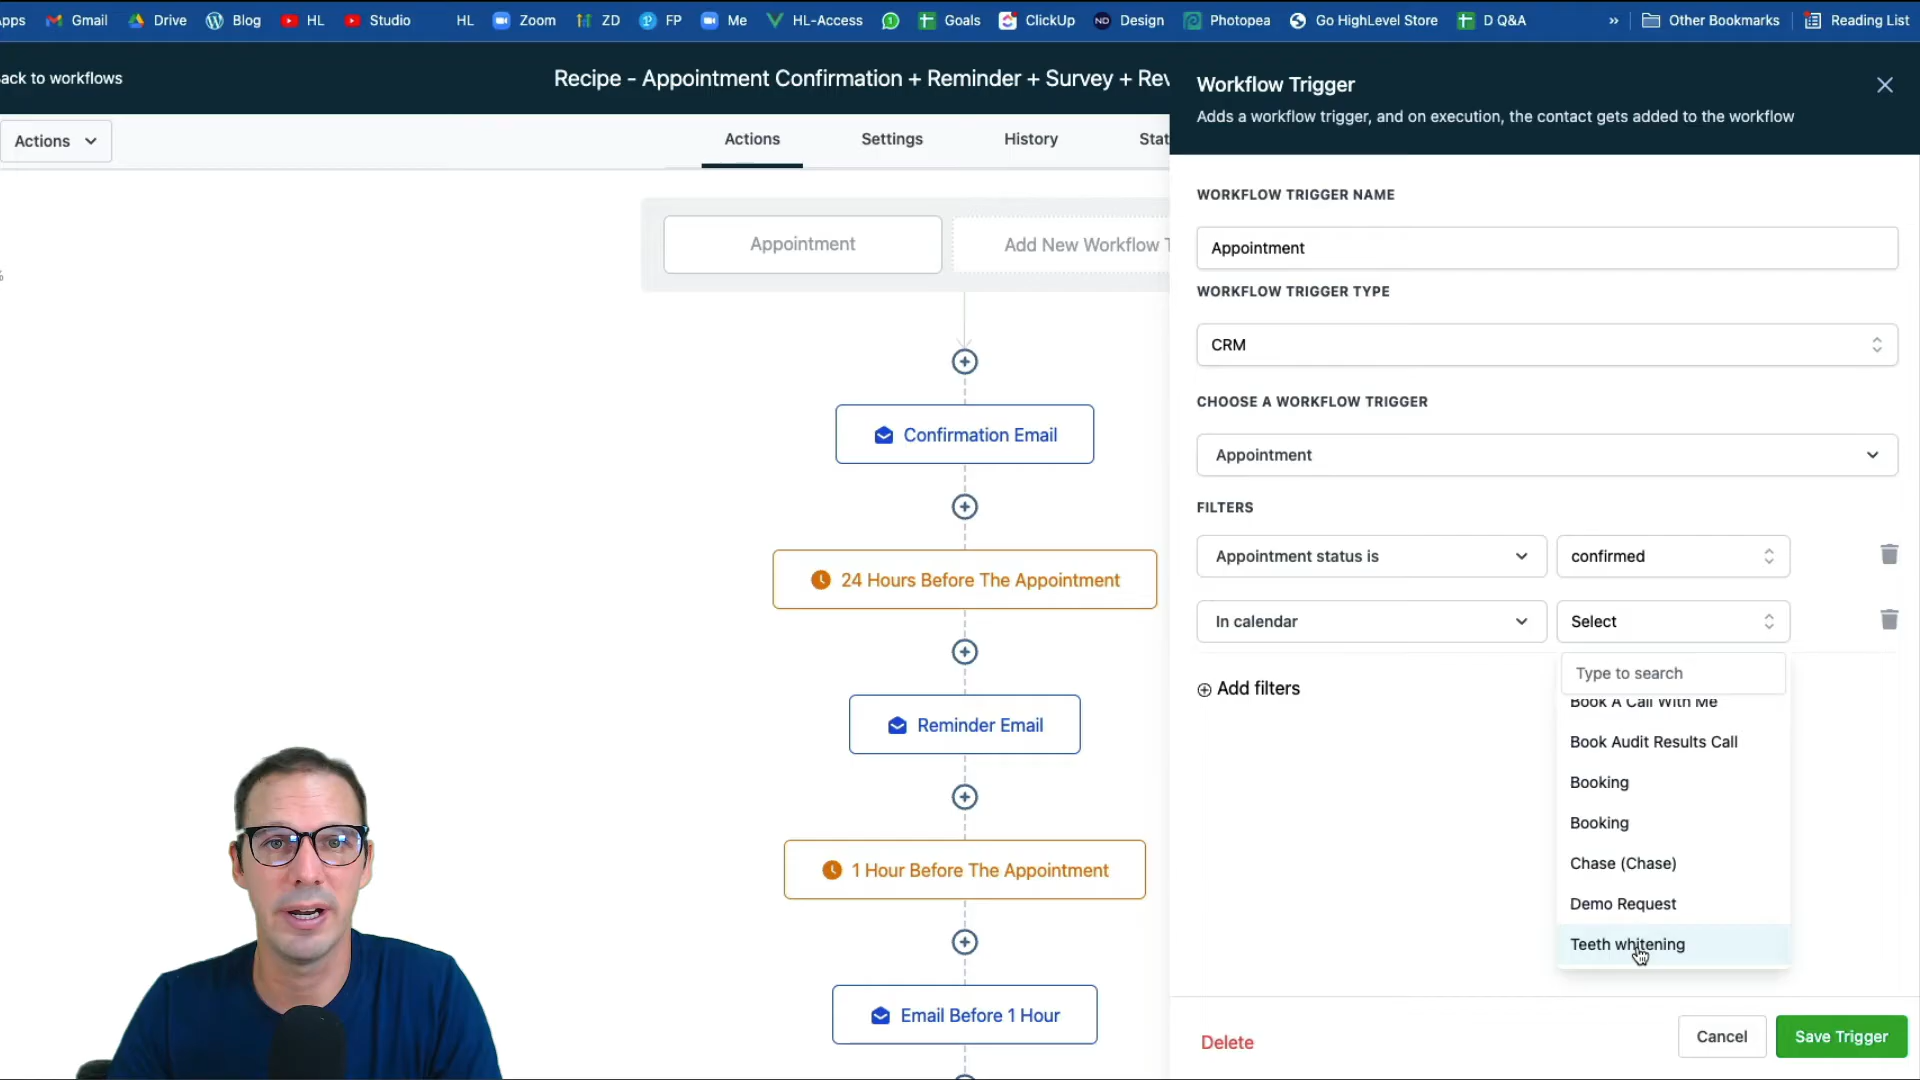 Apps Gmail Drive Blog HL Studio HL Zoom ZD FP Me HL-Access Goals ClickUp Design Photopea Go HighLevel Store D Q&A » Other Bookmarks Reading List
ack to workflows
Recipe - Appointment Confirmation + Reminder + Survey + Rev
Workflow Trigger
Adds a workflow trigger, and on execution, the contact gets added to the workflow
Actions
Actions Settings History Stat
WORKFLOW TRIGGER NAME
Appointment
Appointment
Add New Workflow T
WORKFLOW TRIGGER TYPE
CRM
CHOOSE A WORKFLOW TRIGGER
Appointment
Confirmation Email
FILTERS
Appointment status is
confirmed
24 Hours Before The Appointment
In calendar
Select
Type to search
Add filters
Book A Call With Me
Book Audit Results Call
Booking
Booking
Chase (Chase)
Demo Request
Teeth whitening
Reminder Email
1 Hour Before The Appointment
Email Before 1 Hour
Delete
Cancel
Save Trigger